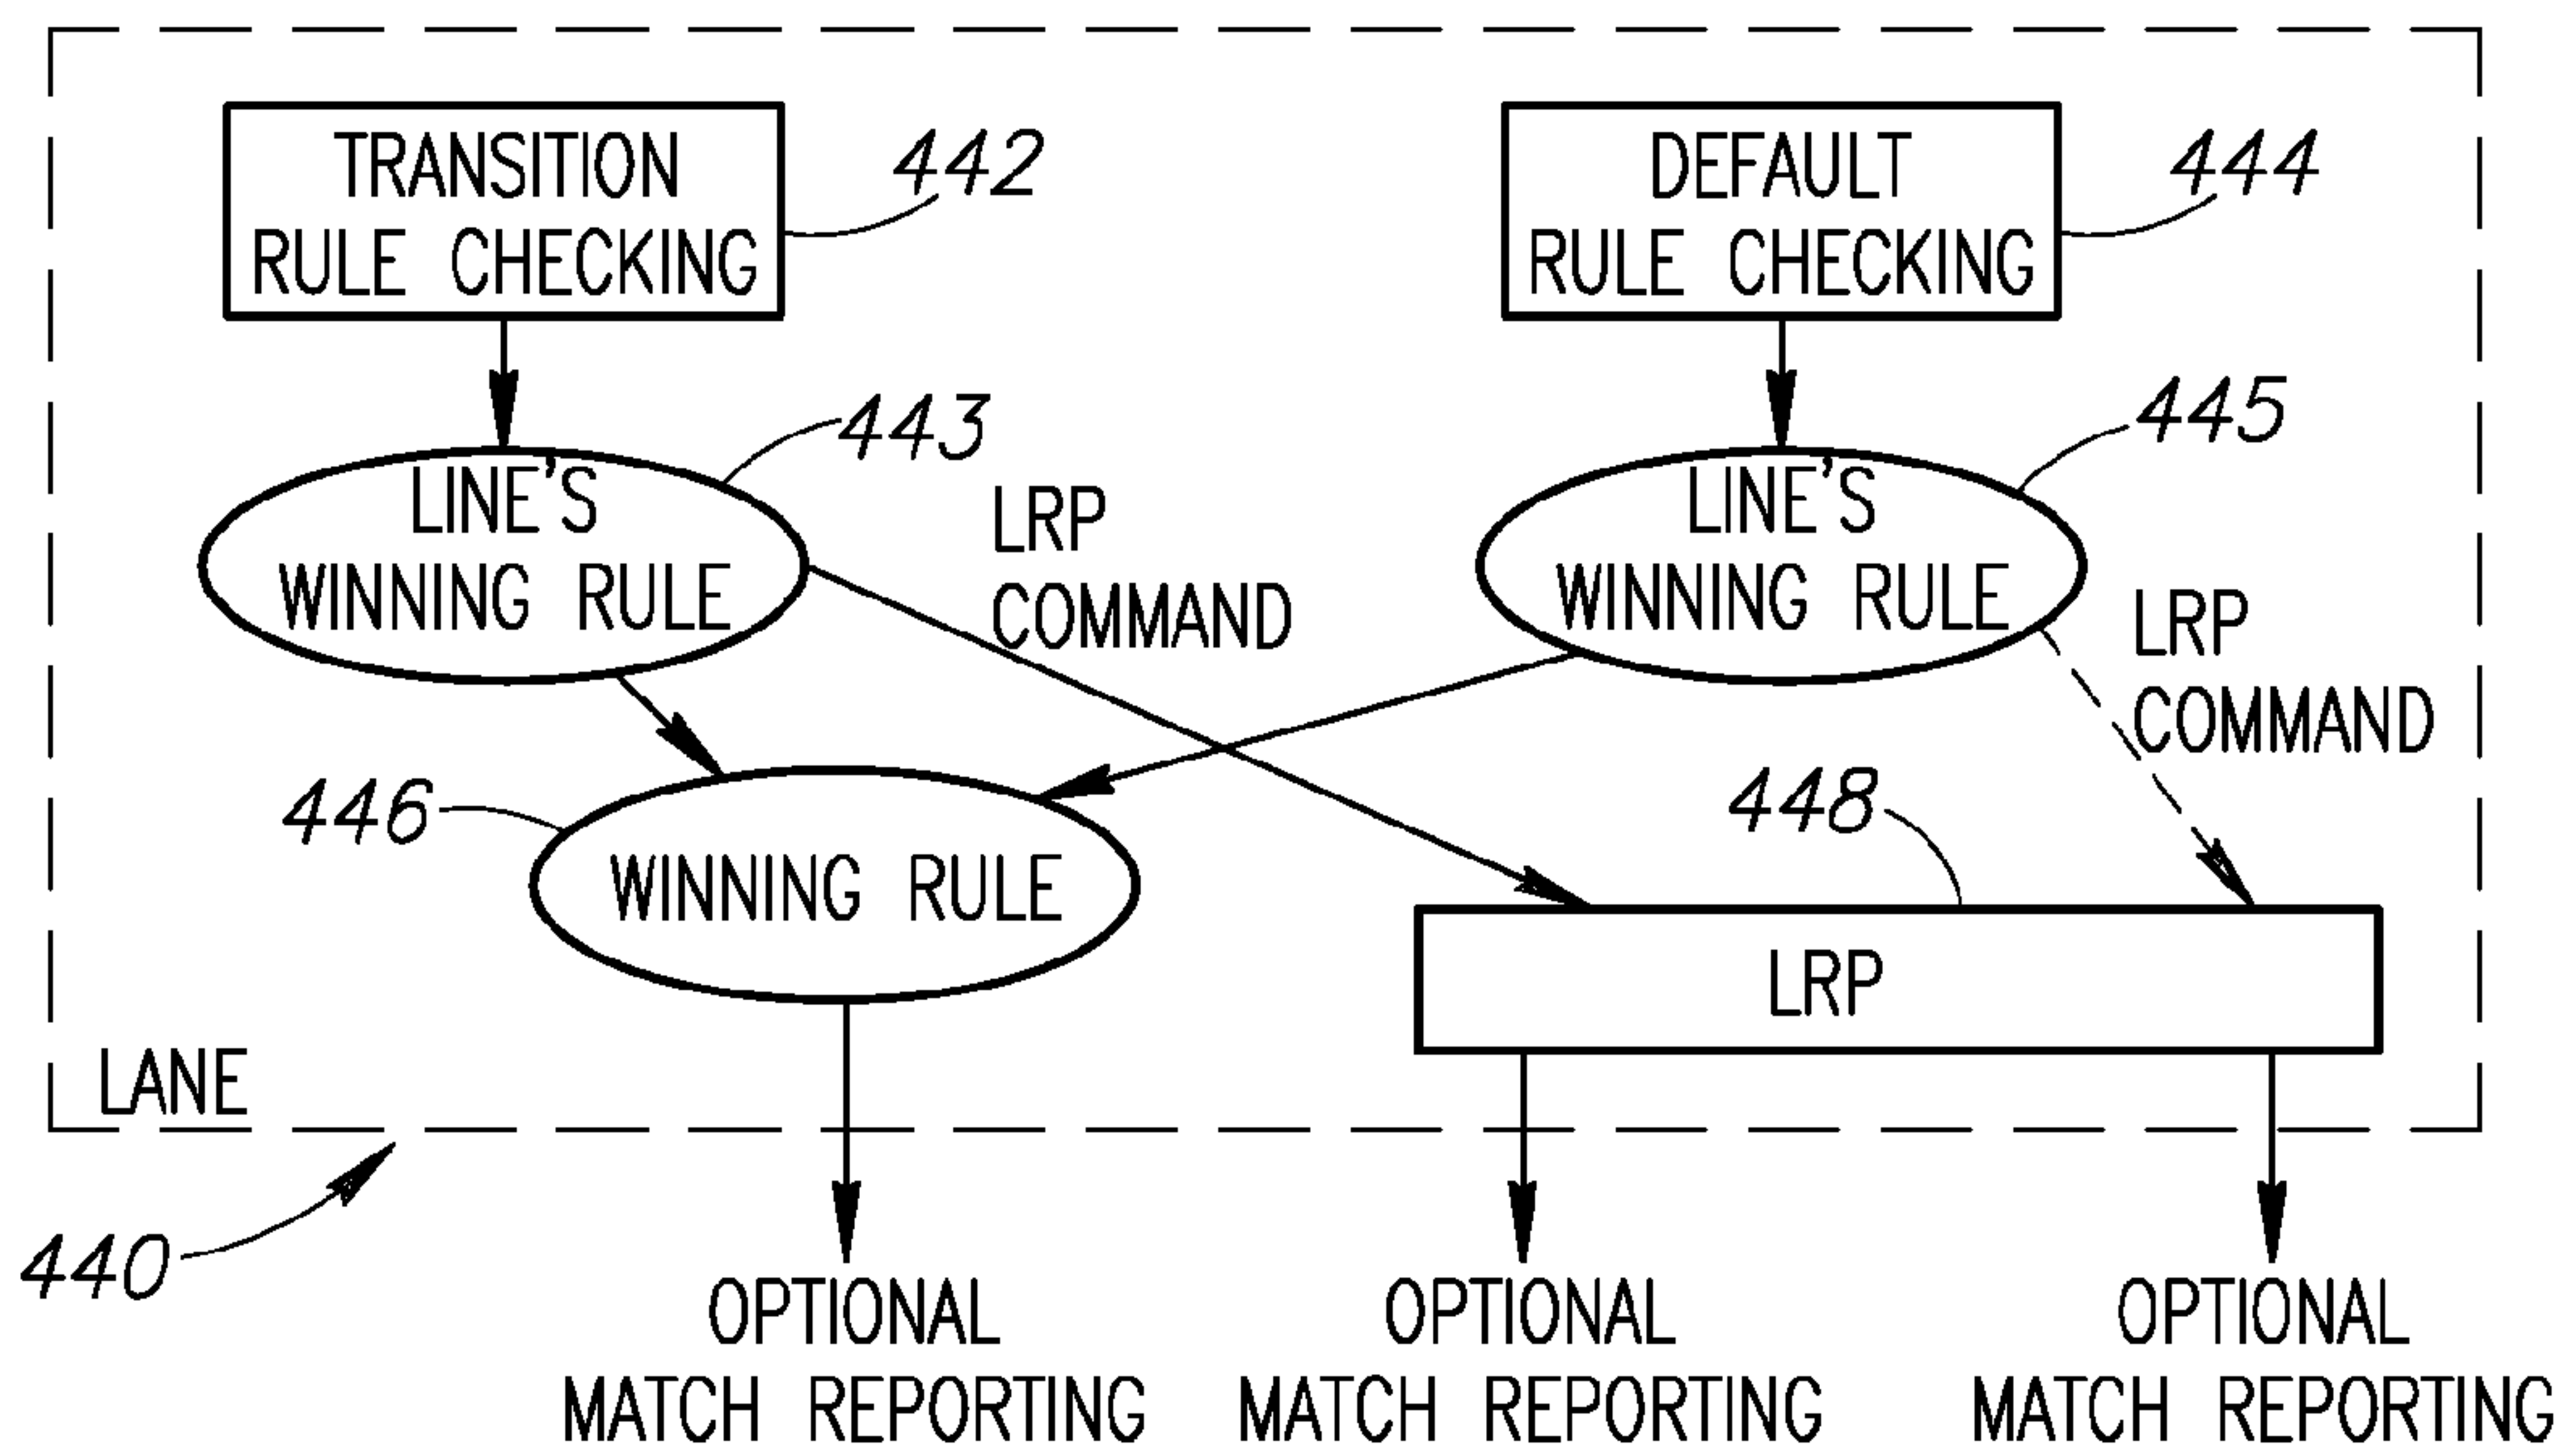 TRANSITION
RULE CHECKING
442
DEFAULT
RULE CHECKING
444
LINE'S
WINNING RULE
443
LRP
COMMAND
LINE'S
WINNING RULE
445
LRP
COMMAND
446
WINNING RULE
448
LRP
LANE
440
OPTIONAL
MATCH REPORTING
OPTIONAL
MATCH REPORTING
OPTIONAL
MATCH REPORTING